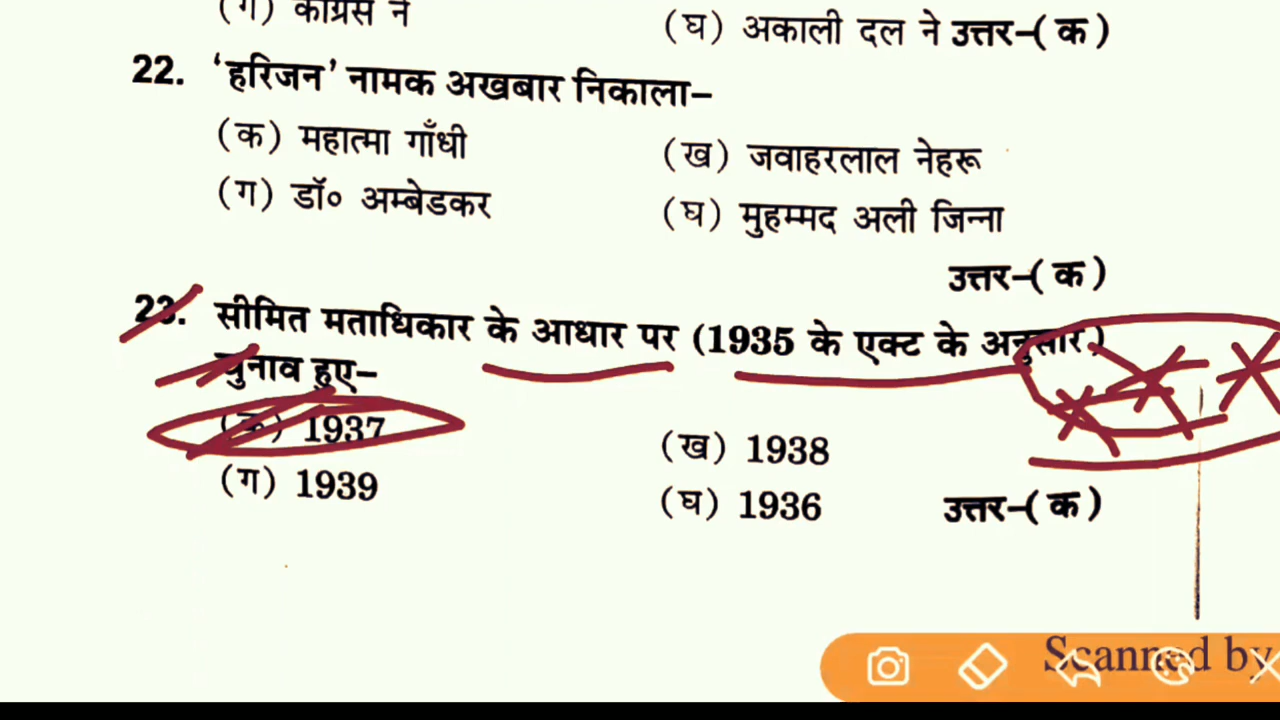 (ग) कांग्रेस ने (घ) अकाली दल ने उत्तर–(क)
22. 'हरिजन' नामक अखबार निकाला–
(क) महात्मा गाँधी (ख) जवाहरलाल नेहरू
(ग) डॉ० अम्बेडकर (घ) मुहम्मद अली जिन्ना
उत्तर–(क)
23. सीमित मताधिकार के आधार पर (1935 के एक्ट के अनुसार)
चुनाव हुए–
(क) 1937 (ख) 1938
(ग) 1939 (घ) 1936 उत्तर–(क)
Scanned by